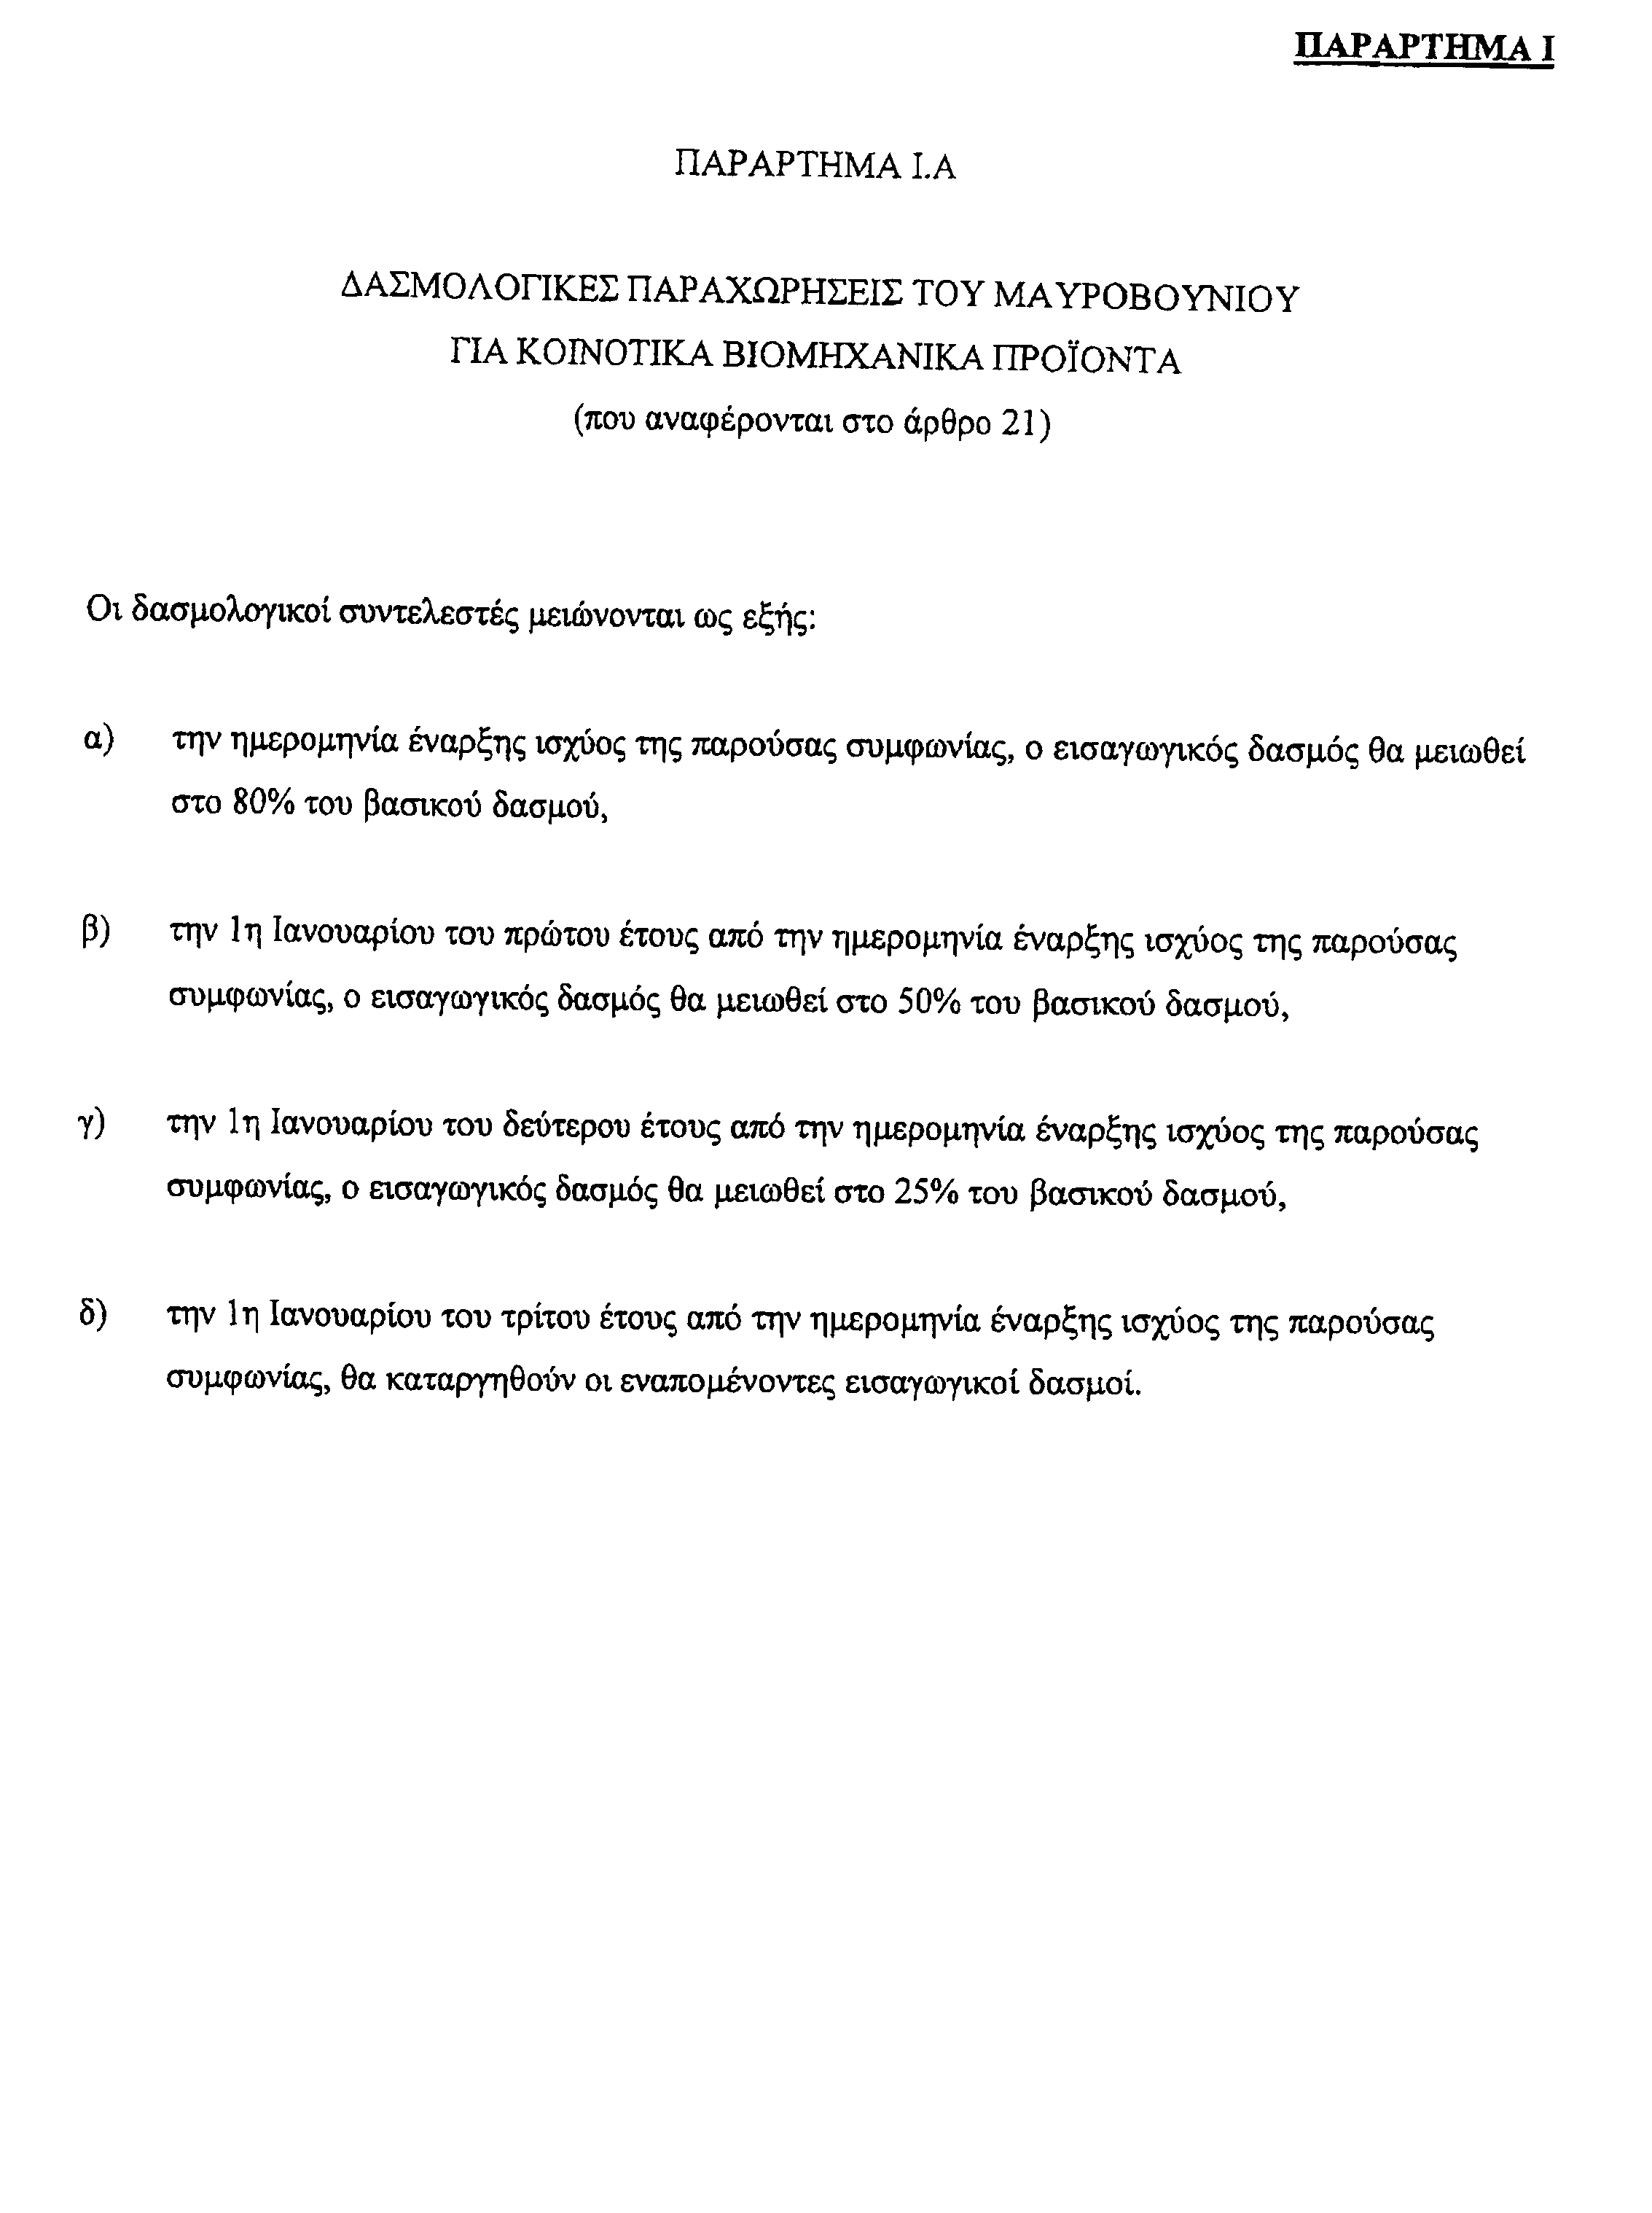 ΠΑΡΑΡΤΗΜΑ Ι
ΠΑΡΑΡΤΗΜΑ Ι.Α
ΔΑΣΜΟΛΟΓΙΚΕΣ ΠΑΡΑΧΩΡΗΣΕΙΣ ΤΟΥ ΜΑΥΡΟΒΟΥΝΙΟΥ
ΓΙΑ ΚΟΙΝΟΤΙΚΑ ΒΙΟΜΗΧΑΝΙΚΑ ΠΡΟΪΟΝΤΑ
(που αναφέρονται στο άρθρο 21)
Οι δασμολογικοί συντελεστές μειώνονται ως εξής:
α) την ημερομηνία έναρξης ισχύος της παρούσας συμφωνίας, ο εισαγωγικός δασμός θα μειωθεί
στο 80% του βασικού δασμού,
β) την 1η Ιανουαρίου του πρώτου έτους από την ημερομηνία έναρξης ισχύος της παρούσας
συμφωνίας, ο εισαγωγικός δασμός θα μειωθεί στο 50% του βασικού δασμού,
γ) την 1η Ιανουαρίου του δεύτερου έτους από την ημερομηνία έναρξης ισχύος της παρούσας
συμφωνίας, ο εισαγωγικός δασμός θα μειωθεί στο 25% του βασικού δασμού,
δ) την 1η Ιανουαρίου του τρίτου έτους από την ημερομηνία έναρξης ισχύος της παρούσας
συμφωνίας, θα καταργηθούν οι εναπομένοντες εισαγωγικοί δασμοί.